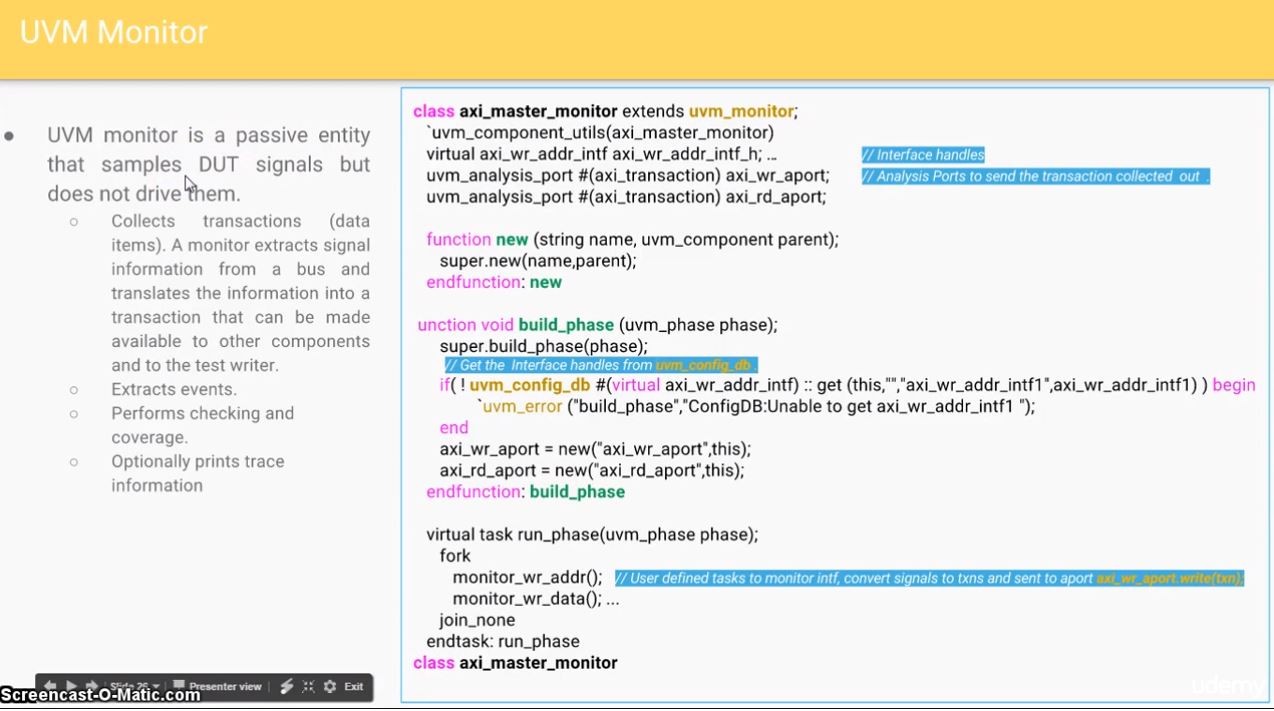 UVM Monitor
● UVM monitor is a passive entity
that samples DUT signals but
does not drive them.
○ Collects transactions (data
items). A monitor extracts signal
information from a bus and
translates the information into a
transaction that can be made
available to other components
and to the test writer.
○ Extracts events.
○ Performs checking and
coverage.
○ Optionally prints trace
information
class axi_master_monitor extends uvm_monitor;
`uvm_component_utils(axi_master_monitor)
virtual axi_wr_addr_intf axi_wr_addr_intf_h; … // Interface handles
uvm_analysis_port #(axi_transaction) axi_wr_aport; // Analysis Ports to send the transaction collected out .
uvm_analysis_port #(axi_transaction) axi_rd_aport;
function new (string name, uvm_component parent);
super.new(name,parent);
endfunction: new
unction void build_phase (uvm_phase phase);
super.build_phase(phase);
// Get the Interface handles from uvm_config_db .
if( ! uvm_config_db #(virtual axi_wr_addr_intf) :: get (this,"","axi_wr_addr_intf1",axi_wr_addr_intf1) ) begin
`uvm_error ("build_phase","ConfigDB:Unable to get axi_wr_addr_intf1 ");
end
axi_wr_aport = new("axi_wr_aport",this);
axi_rd_aport = new("axi_rd_aport",this);
endfunction: build_phase
virtual task run_phase(uvm_phase phase);
fork
monitor_wr_addr(); // User defined tasks to monitor intf, convert signals to txns and sent to aport axi_wr_aport.write(txn);
monitor_wr_data(); ...
join_none
endtask: run_phase
class axi_master_monitor
Slide 26 Presenter view Exit
Screencast-O-Matic.com
udemy